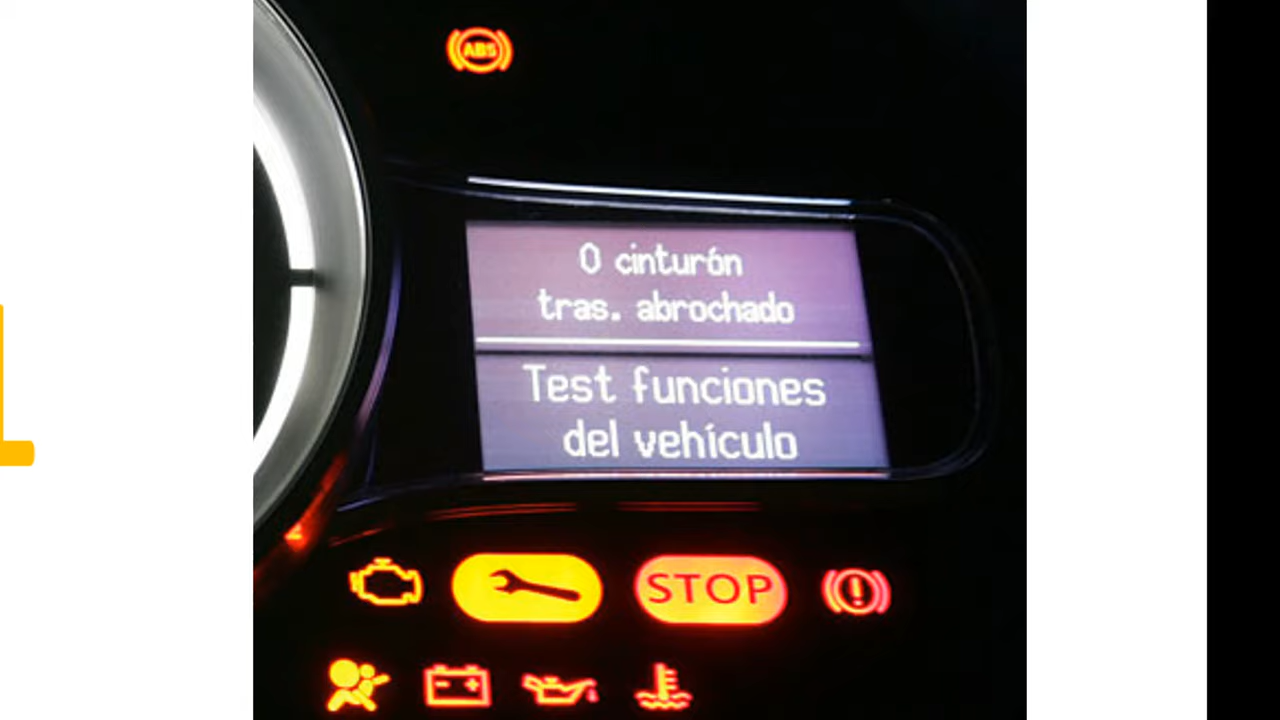 ABS
0 cinturón
tras. abrochado
Test funciones
del vehículo
STOP